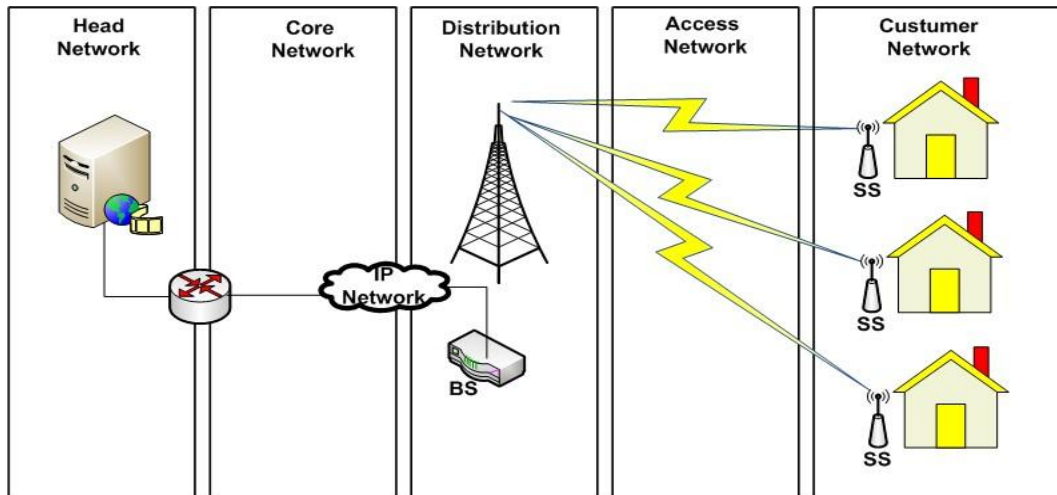 Head
Network
Core
Network
Distribution
Network
Access
Network
Custumer
Network
SS
SS
IP
Network
BS
SS